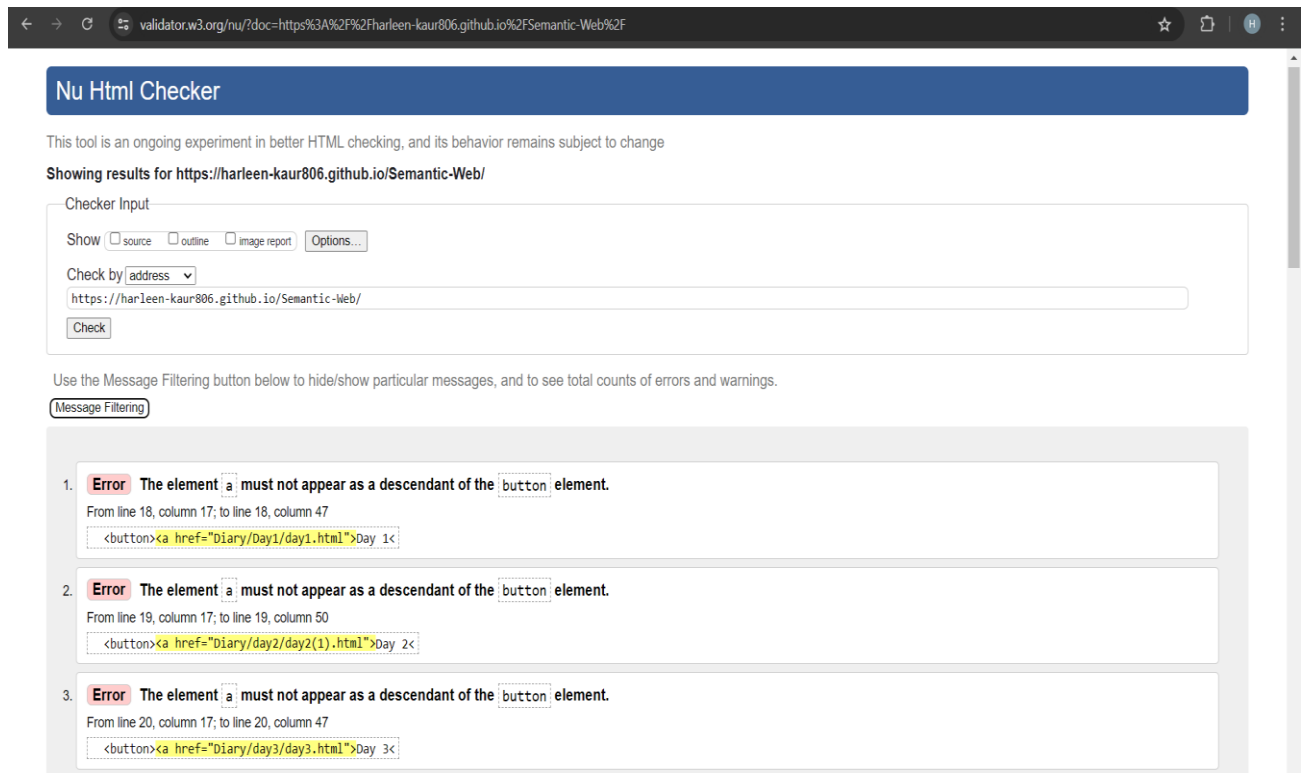 validator.w3.org/nu/?doc=https%3A%2F%2Fharleen-kaur806.github.io%2FSemantic-Web%2F
H
Nu Html Checker
This tool is an ongoing experiment in better HTML checking, and its behavior remains subject to change
Showing results for https://harleen-kaur806.github.io/Semantic-Web/
Checker Input
Show source outline image report Options...
Check by address
https://harleen-kaur806.github.io/Semantic-Web/
Check
Use the Message Filtering button below to hide/show particular messages, and to see total counts of errors and warnings.
Message Filtering
1. Error The element a must not appear as a descendant of the button element.
From line 18, column 17; to line 18, column 47
<button><a href="Diary/Day1/day1.html">Day 1<
2. Error The element a must not appear as a descendant of the button element.
From line 19, column 17; to line 19, column 50
<button><a href="Diary/day2/day2(1).html">Day 2<
3. Error The element a must not appear as a descendant of the button element.
From line 20, column 17; to line 20, column 47
<button><a href="Diary/day3/day3.html">Day 3<